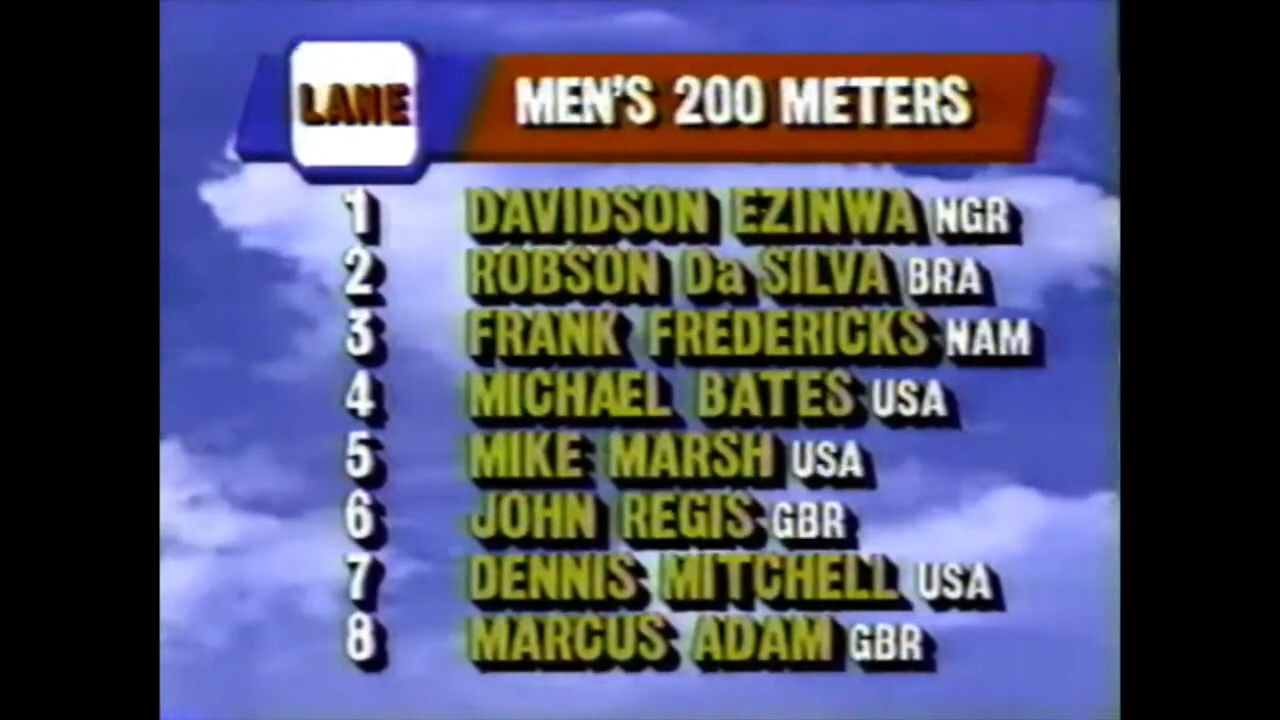 LANE MEN'S 200 METERS
1 DAVIDSON EZINWA NGR
2 ROBSON Da SILVA BRA
3 FRANK FREDERICKS NAM
4 MICHAEL BATES USA
5 MIKE MARSH USA
6 JOHN REGIS GBR
7 DENNIS MITCHELL USA
8 MARCUS ADAM GBR